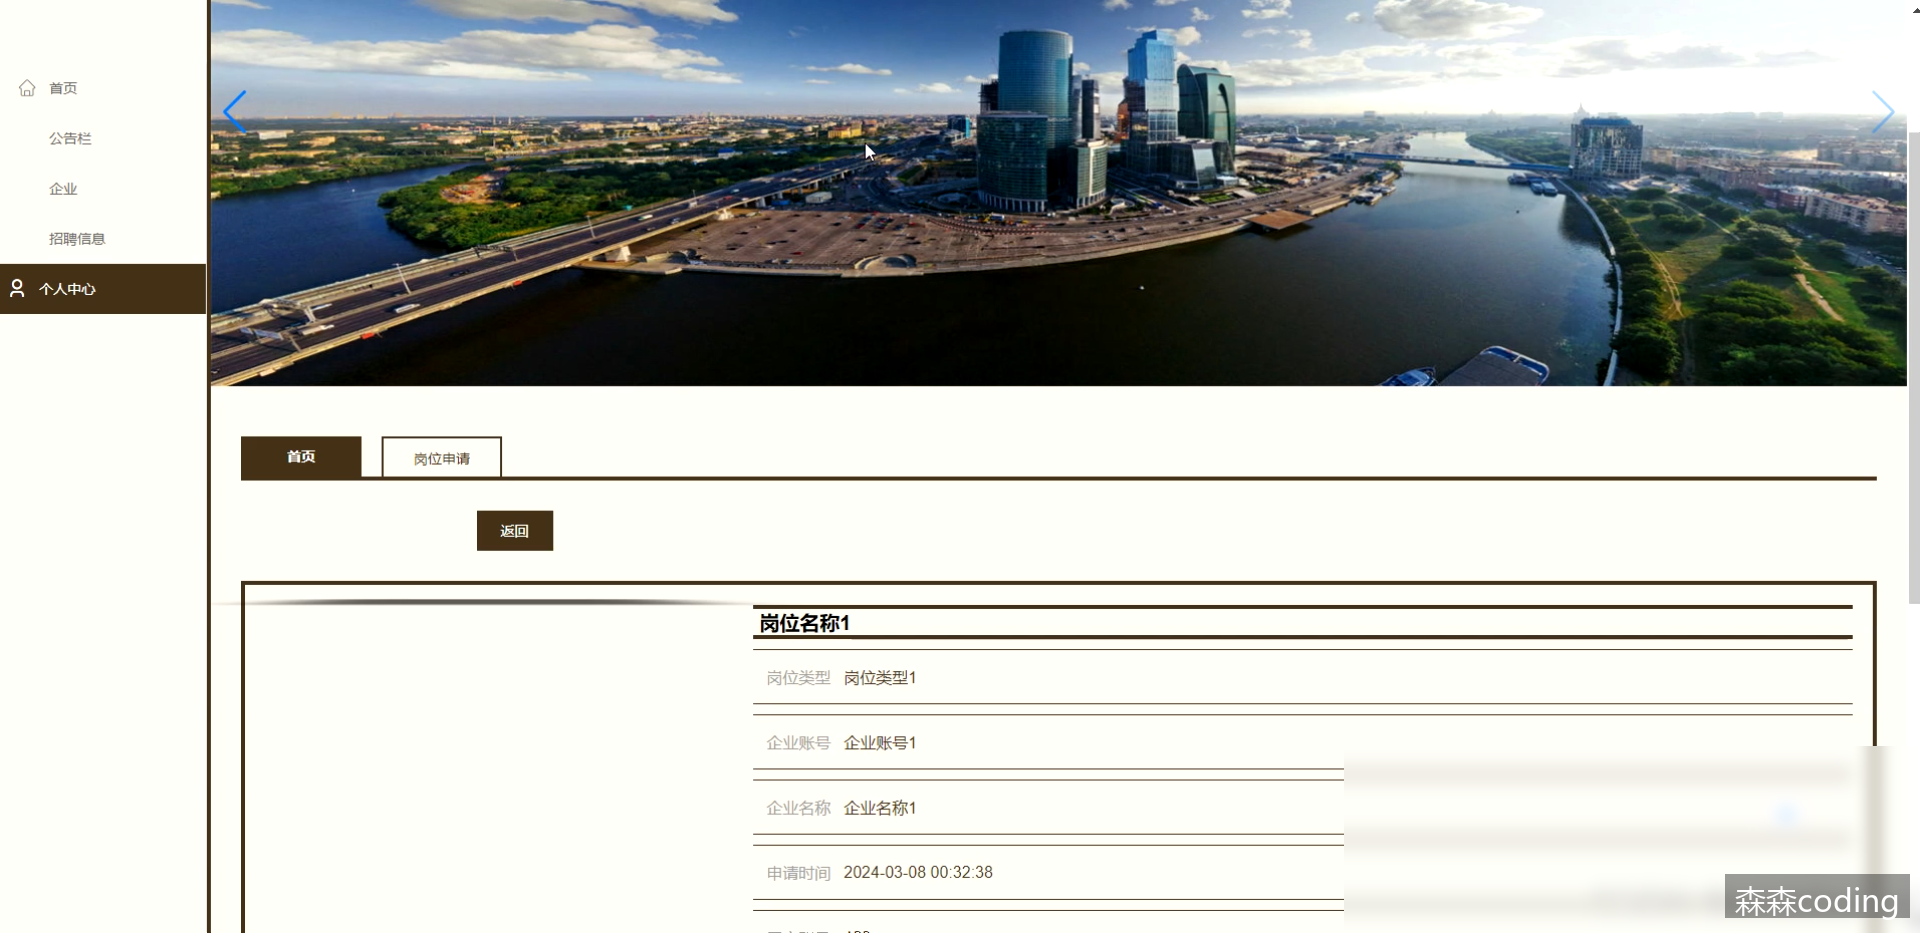 首页
公告栏
企业
招聘信息
个人中心
首页
岗位申请
返回
岗位名称1
岗位类型 岗位类型1
企业账号 企业账号1
企业名称 企业名称1
申请时间 2024-03-08 00:32:38
森森coding